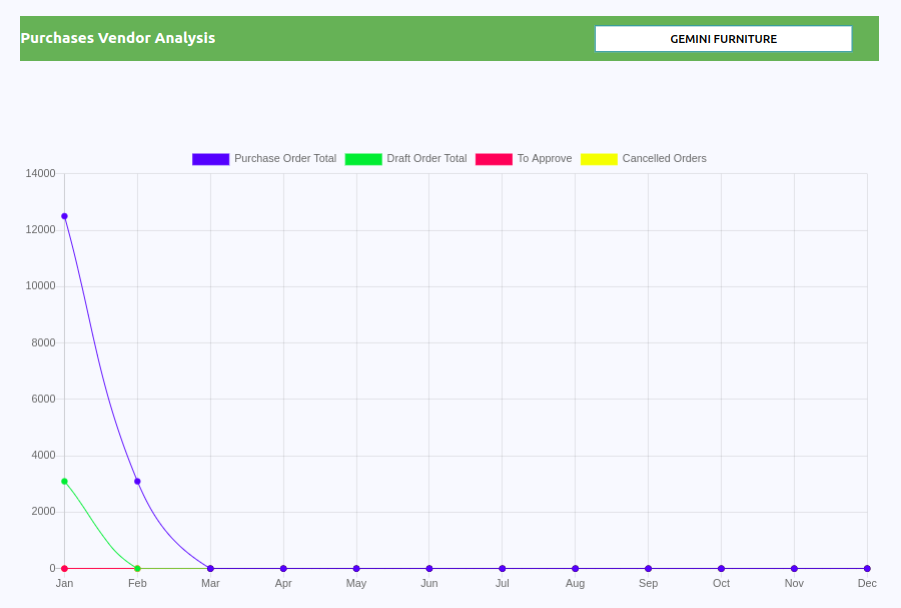 Purchases Vendor Analysis
GEMINI FURNITURE
Purchase Order Total Draft Order Total To Approve Cancelled Orders
14000
12000
10000
8000
6000
4000
2000
0
Jan Feb Mar Apr May Jun Jul Aug Sep Oct Nov Dec